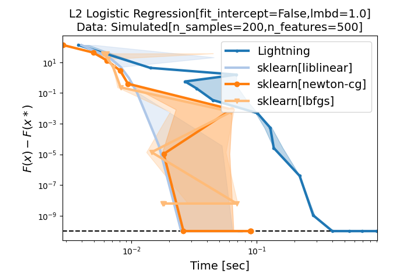 L2 Logistic Regression[fit_intercept=False,lmbd=1.0]
Data: Simulated[n_samples=200,n_features=500]
Lightning
sklearn[liblinear]
sklearn[newton-cg]
sklearn[lbfgs]
F(x) − F(x*)
10¹
10⁻¹
10⁻³
10⁻⁵
10⁻⁷
10⁻⁹
10⁻² 10⁻¹
Time [sec]